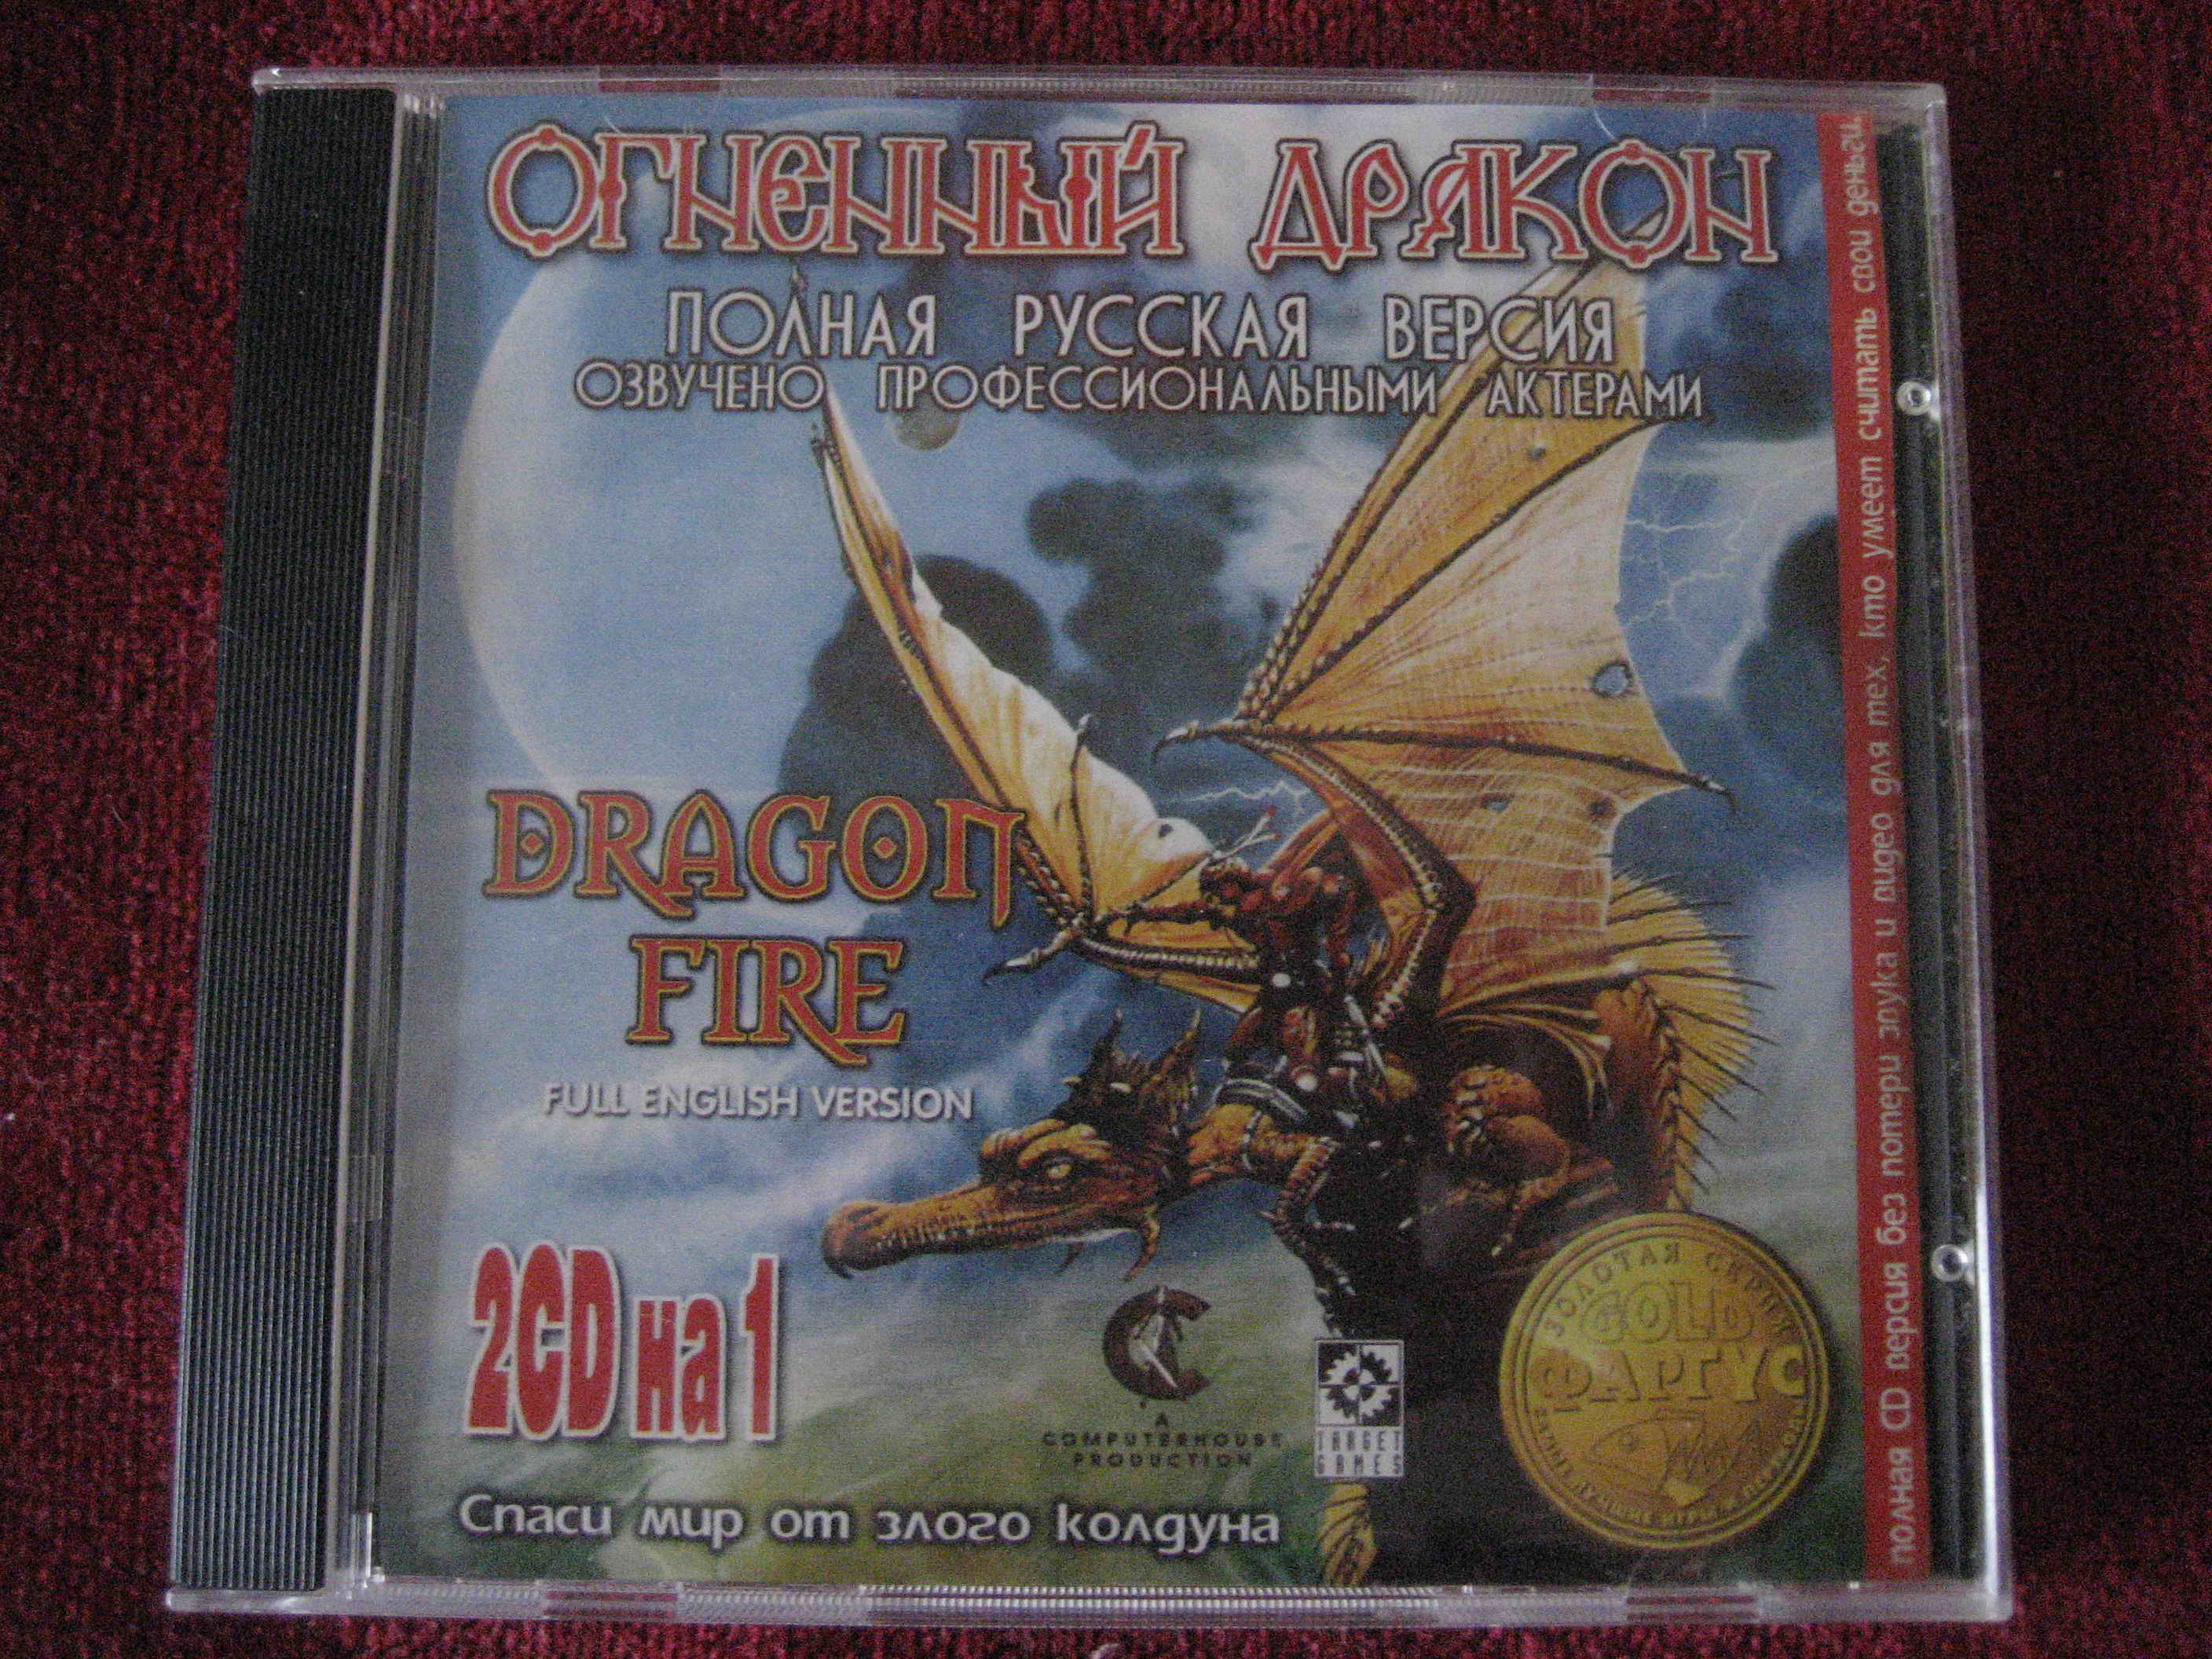 ОГНЕННЫЙ ДРАКОН
ПОЛНАЯ РУССКАЯ ВЕРСИЯ
ОЗВУЧЕНО ПРОФЕССИОНАЛЬНЫМИ АКТЕРАМИ
DRAGON
FIRE
FULL ENGLISH VERSION
2CD на 1
A
COMPUTERHOUSE
PRODUCTION
TARGET
GAMES
ЗОЛОТАЯ СЕРИЯ
GOLD
ФАРГУС
ЛУЧШИЕ ИГРЫ
Спаси мир от злого колдуна
полная CD версия без потери звука и видео для тех, кто умеет считать свои деньги.